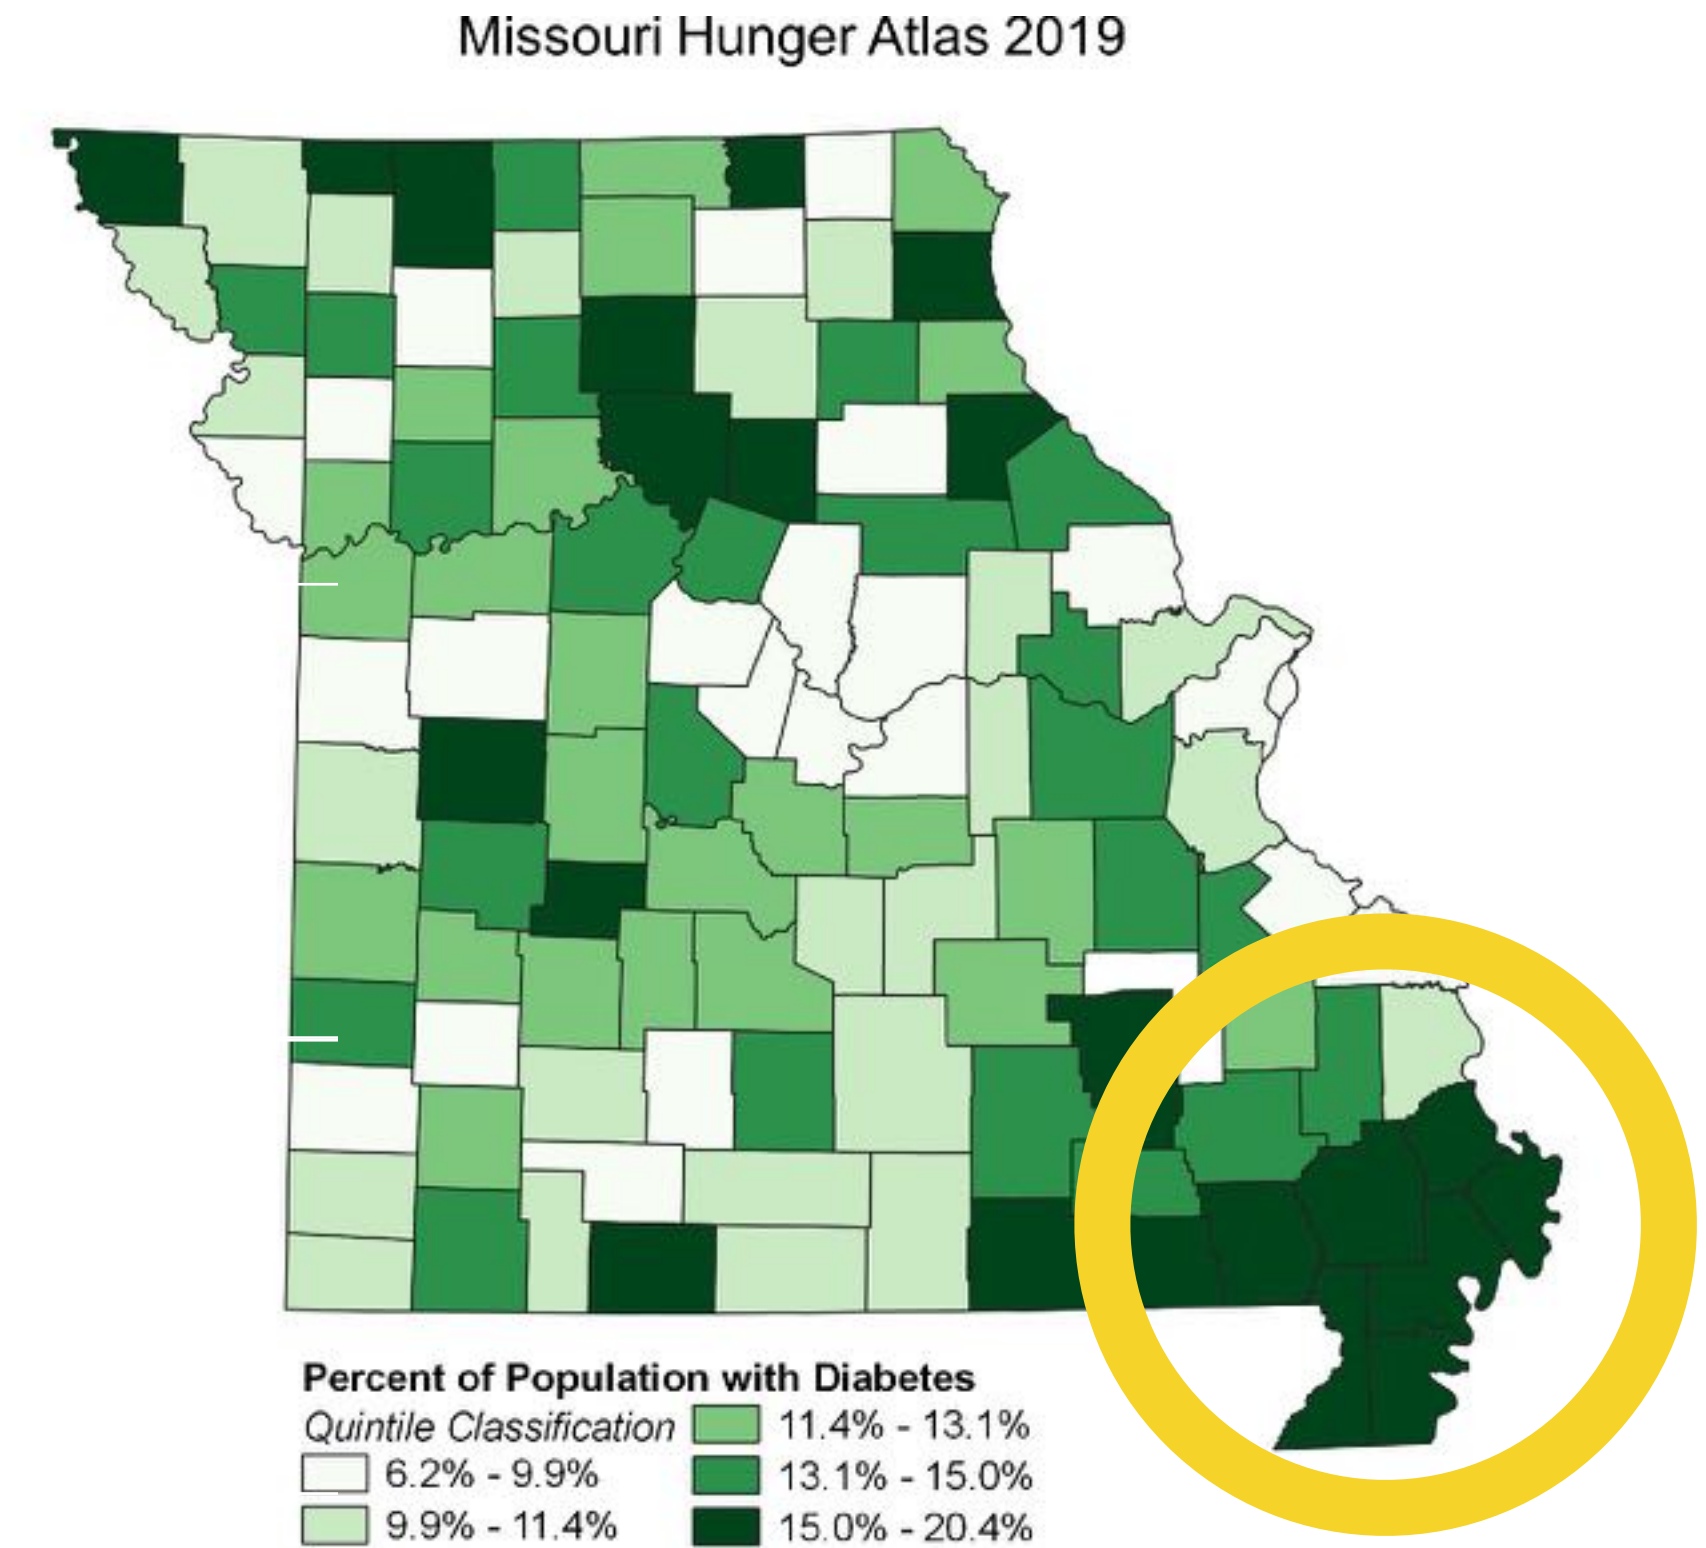 Missouri Hunger Atlas 2019
Percent of Population with Diabetes
Quintile Classification
6.2% - 9.9%
9.9% - 11.4%
11.4% - 13.1%
13.1% - 15.0%
15.0% - 20.4%